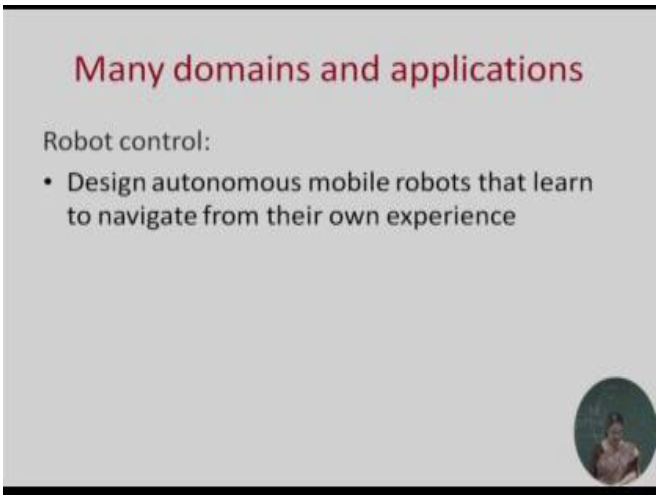 Many domains and applications
Robot control:
• Design autonomous mobile robots that learn
to navigate from their own experience